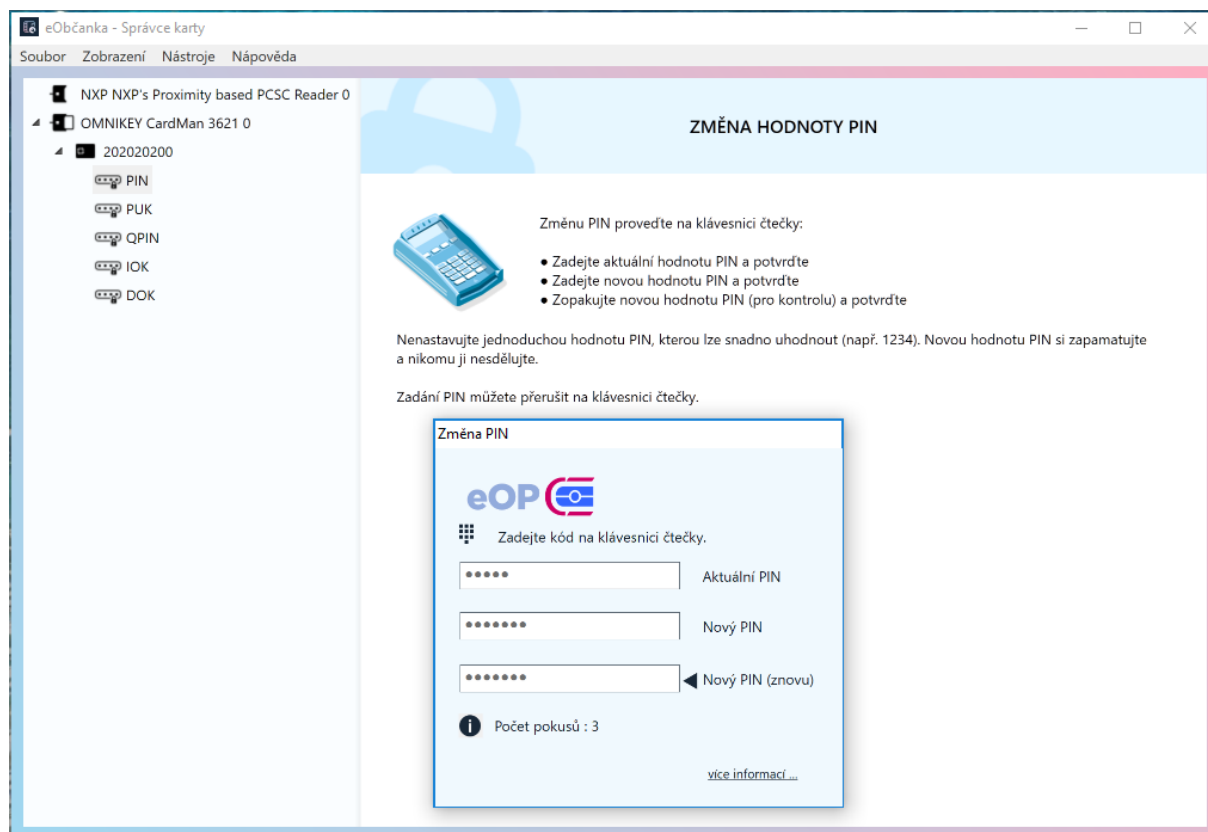 eObčanka - Správce karty
Soubor Zobrazení Nástroje Nápověda
NXP NXP's Proximity based PCSC Reader 0
OMNIKEY CardMan 3621 0
202020200
PIN
PUK
QPIN
IOK
DOK
ZMĚNA HODNOTY PIN
Změnu PIN proveďte na klávesnici čtečky:
● Zadejte aktuální hodnotu PIN a potvrďte
● Zadejte novou hodnotu PIN a potvrďte
● Zopakujte novou hodnotu PIN (pro kontrolu) a potvrďte
Nenastavujte jednoduchou hodnotu PIN, kterou lze snadno uhodnout (např. 1234). Novou hodnotu PIN si zapamatujte
a nikomu ji nesdělujte.
Zadání PIN můžete přerušit na klávesnici čtečky.
Změna PIN
eOP
Zadejte kód na klávesnici čtečky.
●●●●● Aktuální PIN
●●●●●●● Nový PIN
●●●●●●● Nový PIN (znovu)
Počet pokusů : 3
více informací ...